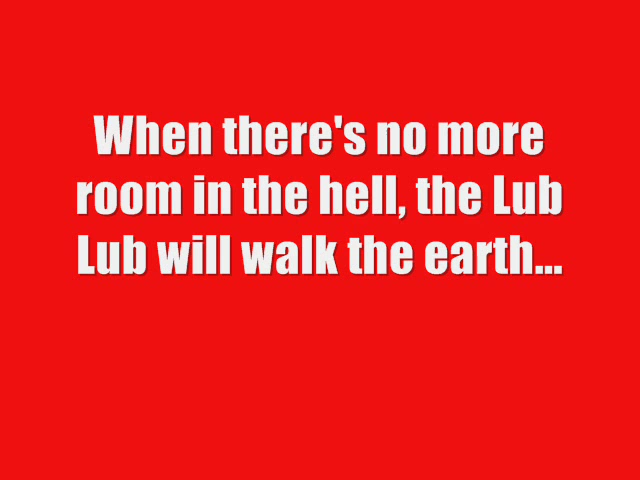 When there's no more
room in the hell, the Lub
Lub will walk the earth...